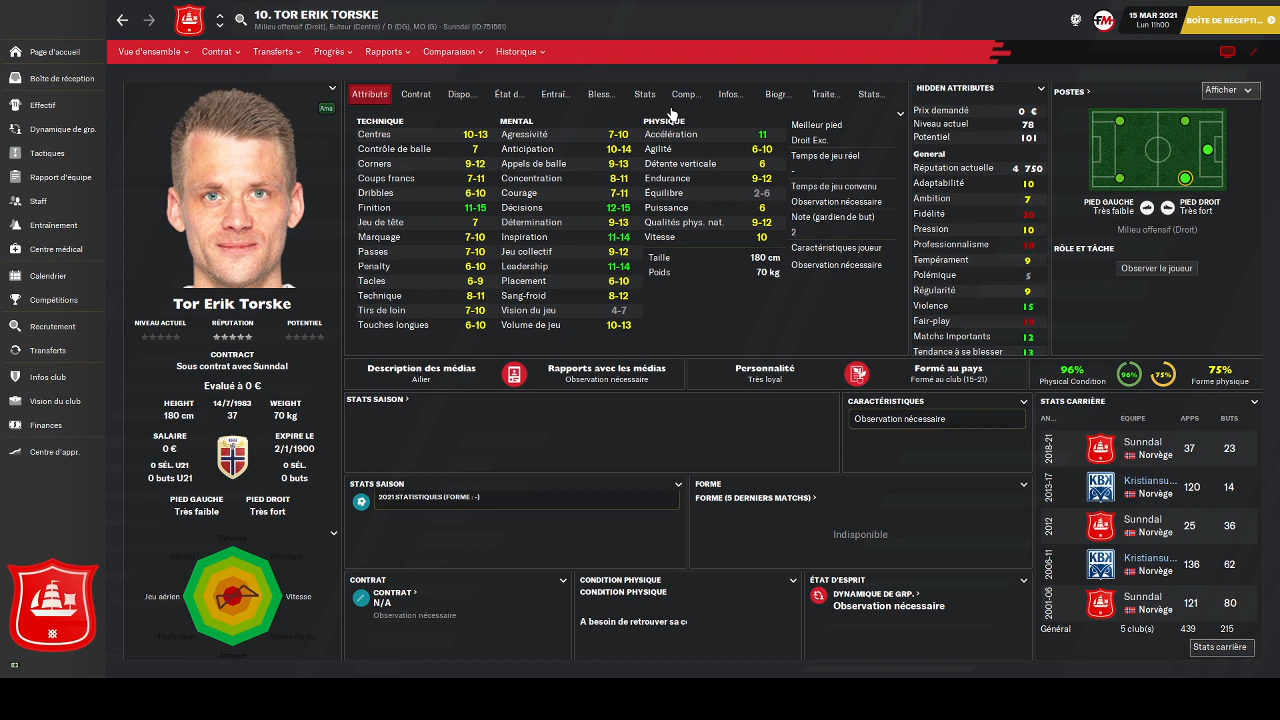 10. TOR ERIK TORSKE
Milieu offensif (Droit), Buteur (Centre) / D (DG), MO (G) - Sunndal (ID:751561)
15 MAR 2021
Lun 11h00
BOÎTE DE RÉCEPTI...
Page d'accueil
Boîte de réception
Effectif
Dynamique de grp.
Tactiques
Rapport d'équipe
Staff
Entraînement
Centre médical
Calendrier
Compétitions
Recrutement
Transferts
Infos club
Vision du club
Finances
Centre d'appr.
Vue d'ensemble
Contrat
Transferts
Progrès
Rapports
Comparaison
Historique
Ama
Tor Erik Torske
NIVEAU ACTUEL
RÉPUTATION
POTENTIEL
CONTRACT
Sous contrat avec Sunndal
Evalué à 0 €
HEIGHT 14/7/1983 WEIGHT
180 cm 37 70 kg
SALAIRE EXPIRE LE
0 € 2/1/1900
0 SÉL. U21 0 SÉL.
0 buts U21 0 buts
PIED GAUCHE PIED DROIT
Très faible Très fort
Défense
Mental Physique
Jeu aérien Vitesse
Attributs Contrat Dispo... État d... Entraî... Bless... Stats Comp... Infos... Biogr... Traite... Stats...
TECHNIQUE
Centres 10-13
Contrôle de balle 7
Corners 9-12
Coups francs 7-11
Dribbles 6-10
Finition 11-15
Jeu de tête 7
Marquage 7-10
Passes 7-10
Penalty 6-10
Tacles 6-9
Technique 8-11
Tirs de loin 7-10
Touches longues 6-10
MENTAL
Agressivité 7-10
Anticipation 10-14
Appels de balle 9-13
Concentration 8-11
Courage 7-11
Décisions 12-15
Détermination 9-13
Inspiration 11-14
Jeu collectif 9-12
Leadership 11-14
Placement 6-10
Sang-froid 8-12
Vision du jeu 4-7
Volume de jeu 10-13
PHYSIQUE
Accélération 11
Agilité 6-10
Détente verticale 6
Endurance 9-12
Équilibre 2-6
Puissance 6
Qualités phys. nat. 9-12
Vitesse 10
Taille 180 cm
Poids 70 kg
Meilleur pied
Droit Exc.
Temps de jeu réel
-
Temps de jeu convenu
Observation nécessaire
Note (gardien de but)
2
Caractéristiques joueur
Observation nécessaire
HIDDEN ATTRIBUTES
Prix demandé 0 €
Niveau actuel 78
Potentiel 101
General
Réputation actuelle 4 750
Adaptabilité 10
Ambition 7
Fidélité 20
Pression 10
Professionnalisme 18
Tempérament 9
Polémique 5
Régularité 9
Violence 15
Fair-play
Matchs Importants 12
Tendance à se blesser 13
POSTES
Afficher
PIED GAUCHE
Très faible
PIED DROIT
Très fort
Milieu offensif (Droit)
RÔLE ET TÂCHE
Observer le joueur
Description des médias
Ailier
Rapports avec les médias
Observation nécessaire
Personnalité
Très loyal
Formé au pays
Formé au club (15-21)
96%
Physical Condition
96%
75%
75%
Forme physique
STATS SAISON
CARACTÉRISTIQUES
Observation nécessaire
STATS SAISON
2021 STATISTIQUES (FORME : -)
FORME
FORME (5 DERNIERS MATCHS)
Indisponible
CONTRAT
CONTRAT
N/A
Observation nécessaire
CONDITION PHYSIQUE
CONDITION PHYSIQUE
A besoin de retrouver sa c
ÉTAT D'ESPRIT
DYNAMIQUE DE GRP.
Observation nécessaire
STATS CARRIÈRE
AN... EQUIPE APPS BUTS
2018-21 Sunndal Norvège 37 23
2013-17 Kristiansu... Norvège 120 14
2012 Sunndal Norvège 25 36
2006-11 Kristiansu... Norvège 136 62
2001-06 Sunndal Norvège 121 80
Général 5 club(s) 439 215
Stats carrière